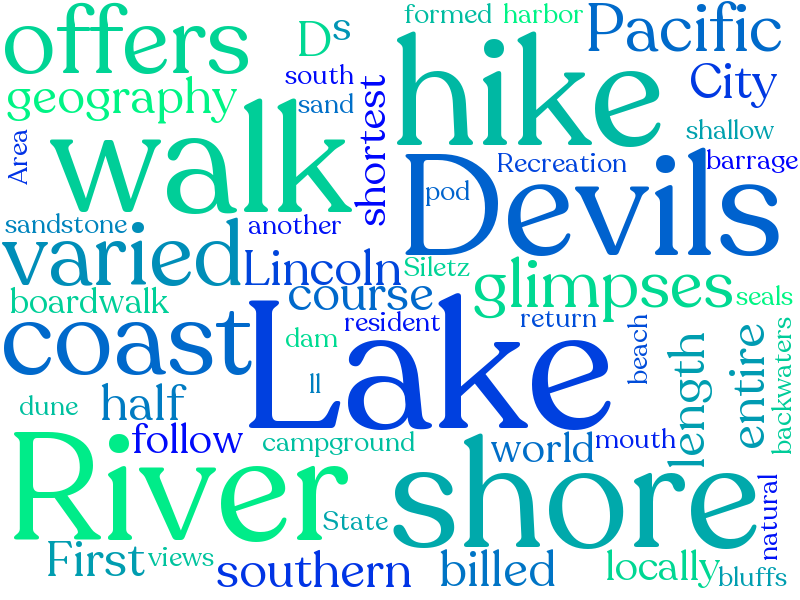 offers
D
s
formed
harbor
Pacific
geography
south
sand
shortest
hike
City
shallow
Area
walk
Recreation
barrage
pod
Devils
sandstone
another
varied
Lincoln
Siletz
glimpses
seals
boardwalk
course
resident
return
coast
dam
Lake
beach
length
entire
backwaters
ll
dune
half
follow
campground
world
mouth
River
State
shore
natural
First
views
southern
billed
locally
bluffs